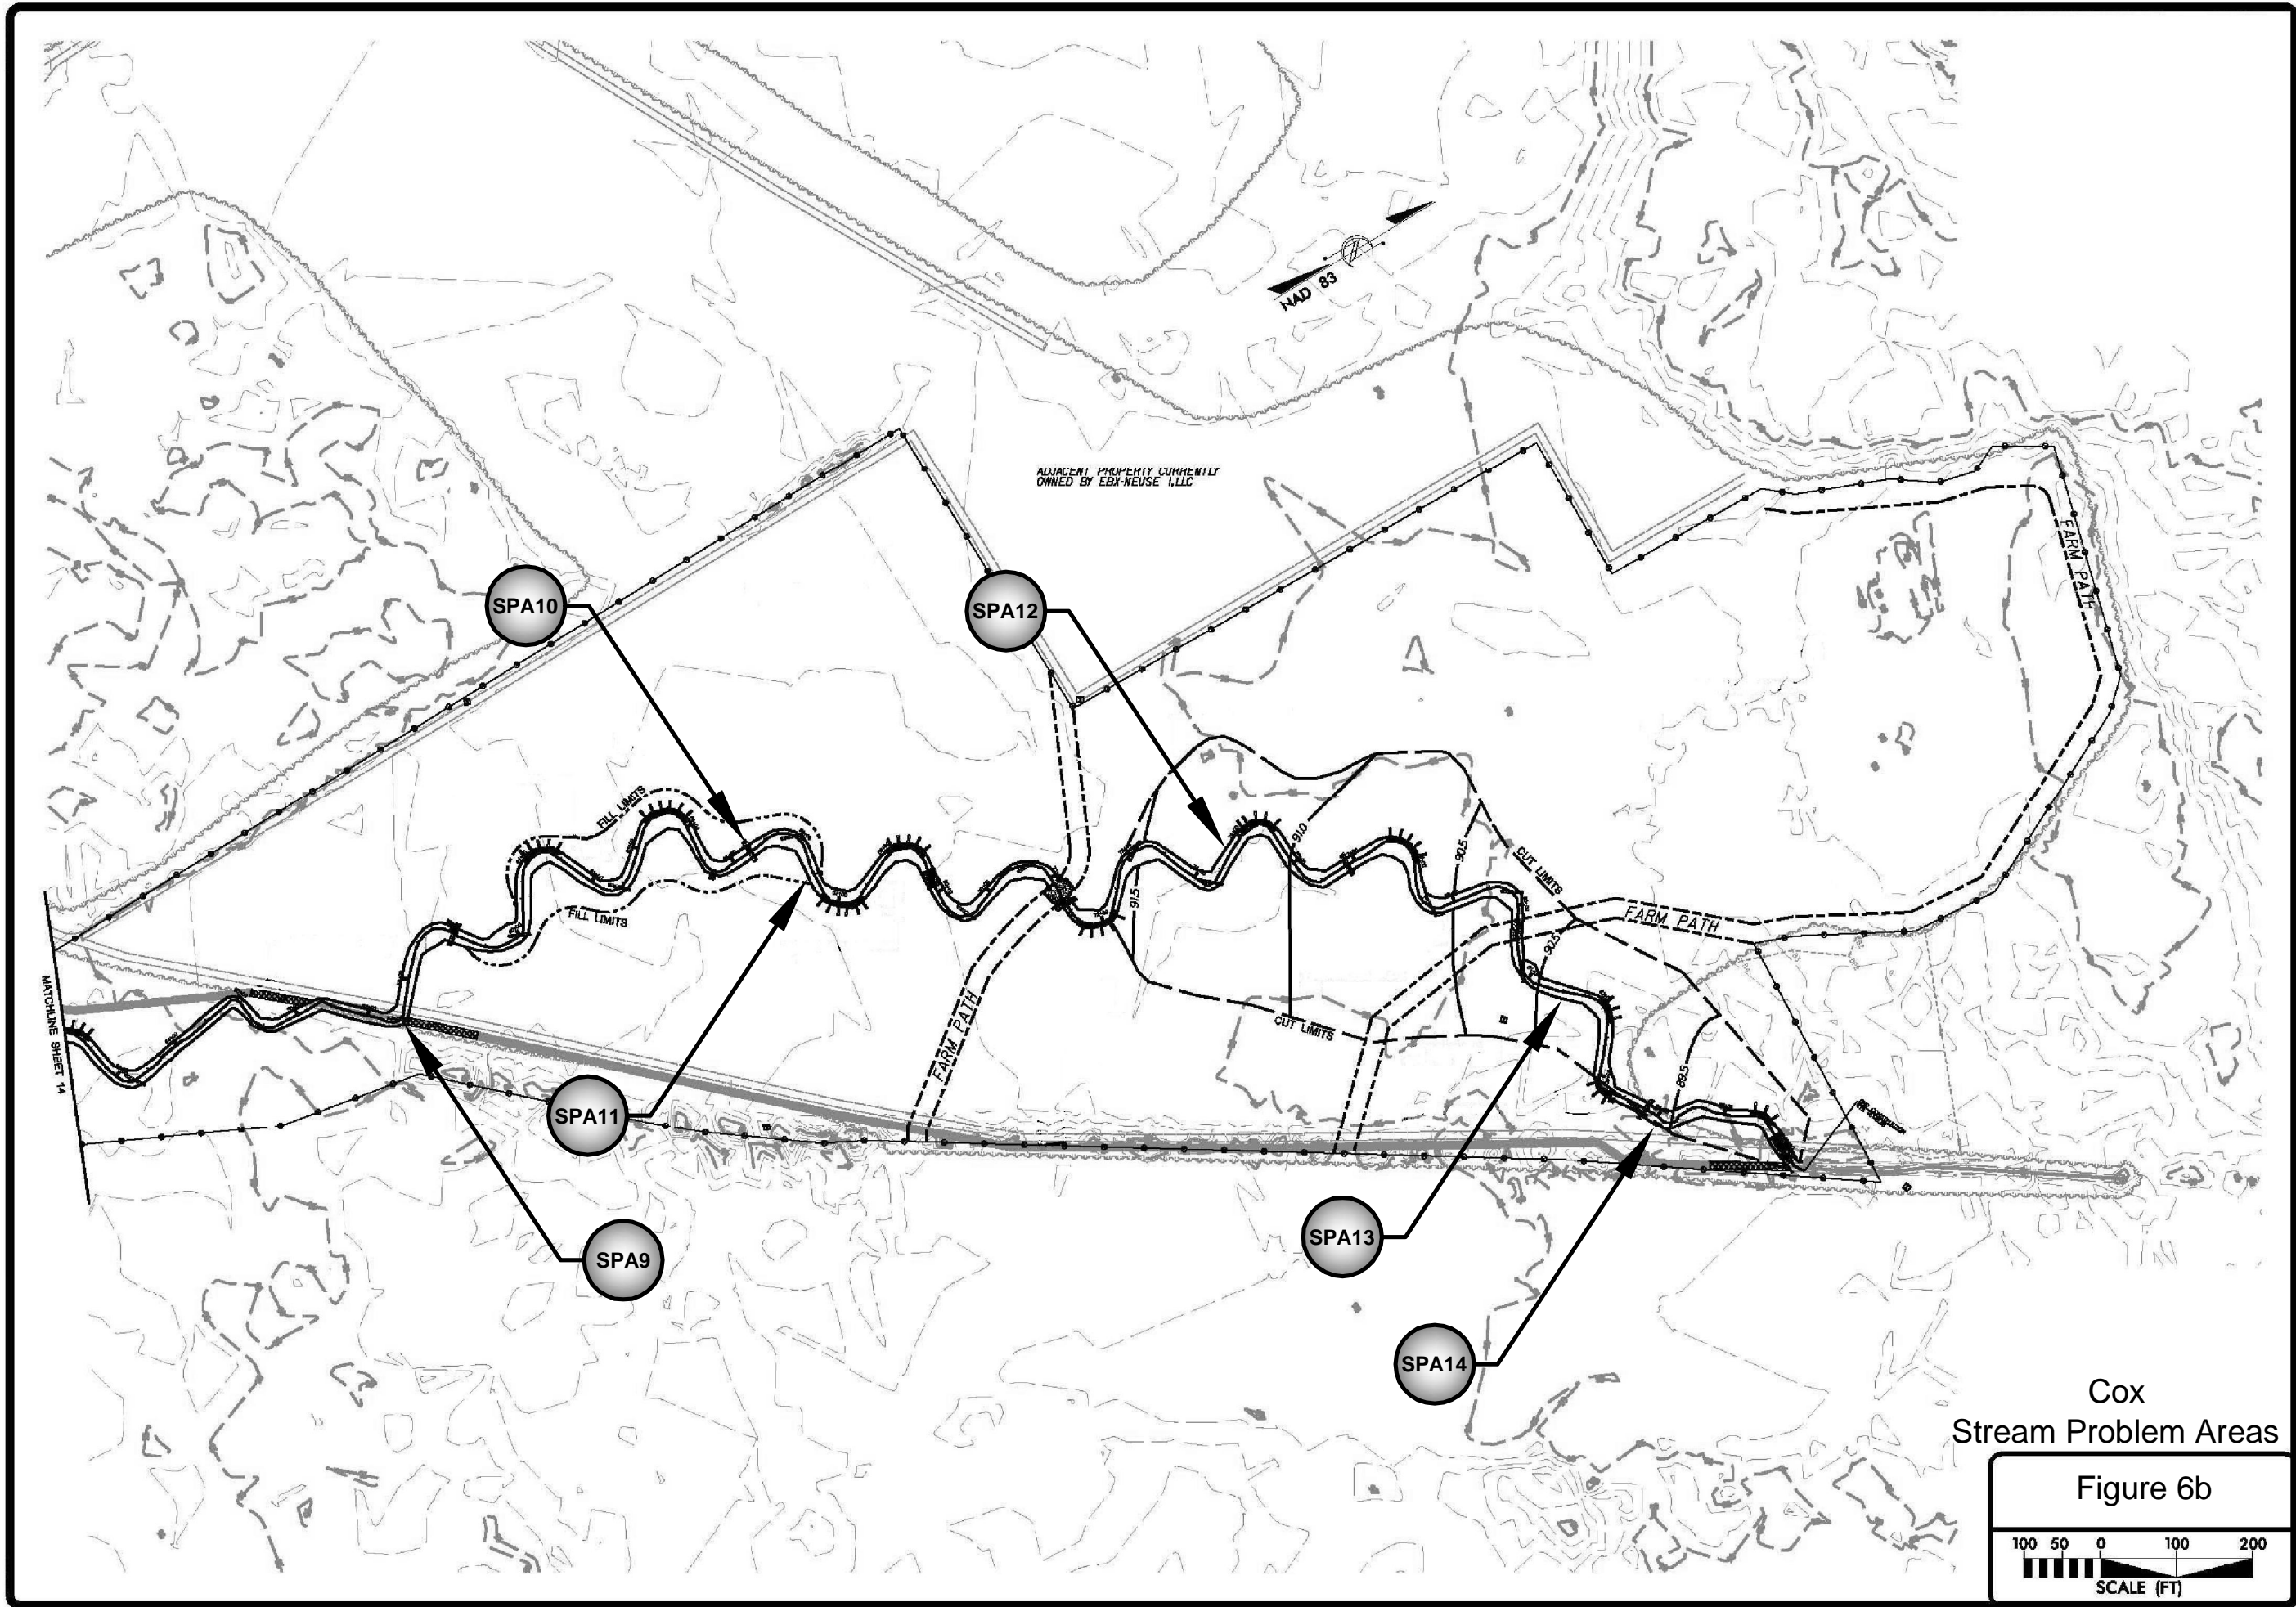 NAD 83
ADJACENT PROPERTY CURRENTLY
OWNED BY EBX-NEUSE I,LLC
FARM PATH
SPA10
SPA12
FILL LIMITS
FILL LIMITS
91.5
91.0
90.5
CUT LIMITS
90.5
FARM PATH
MATCHLINE SHEET 14
FARM PATH
CUT LIMITS
89.5
SPA11
SPA9
SPA13
SPA14
Cox
Stream Problem Areas
Figure 6b
100 50 0 100 200
SCALE (FT)